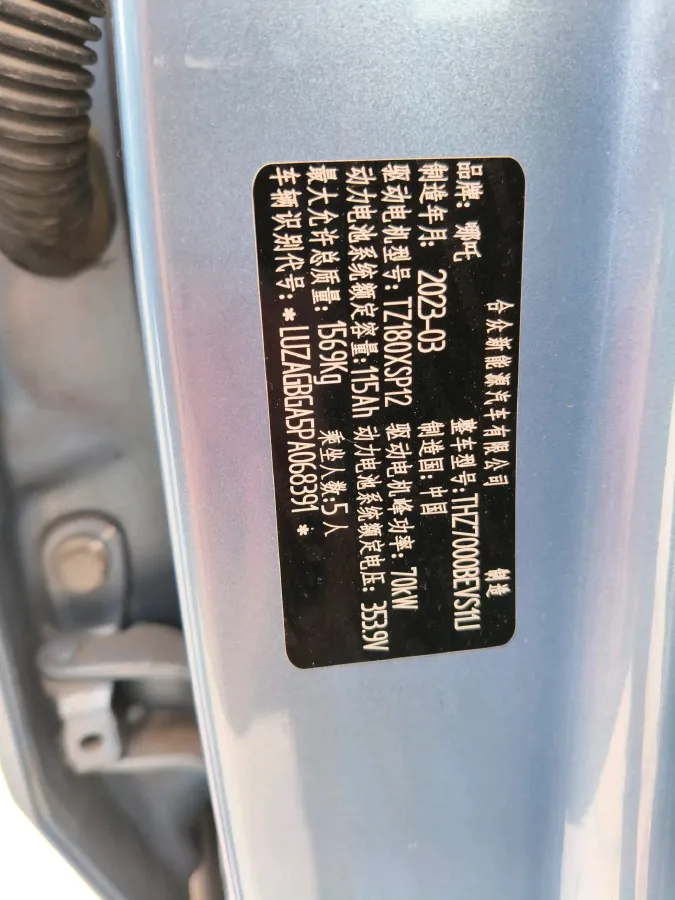 合众新能源汽车有限公司 制造
品牌: 哪吒 整车型号: THZ7000BEVS11J
制造年月: 2023-03 制造国: 中国
驱动电机型号: TZ180XSP12 驱动电机峰功率: 70kW
动力电池系统额定容量: 115Ah 动力电池系统额定电压: 353.9V
最大允许总质量: 1569Kg 乘坐人数: 5人
车辆识别代号: *LUZAGBGA5PA068391*